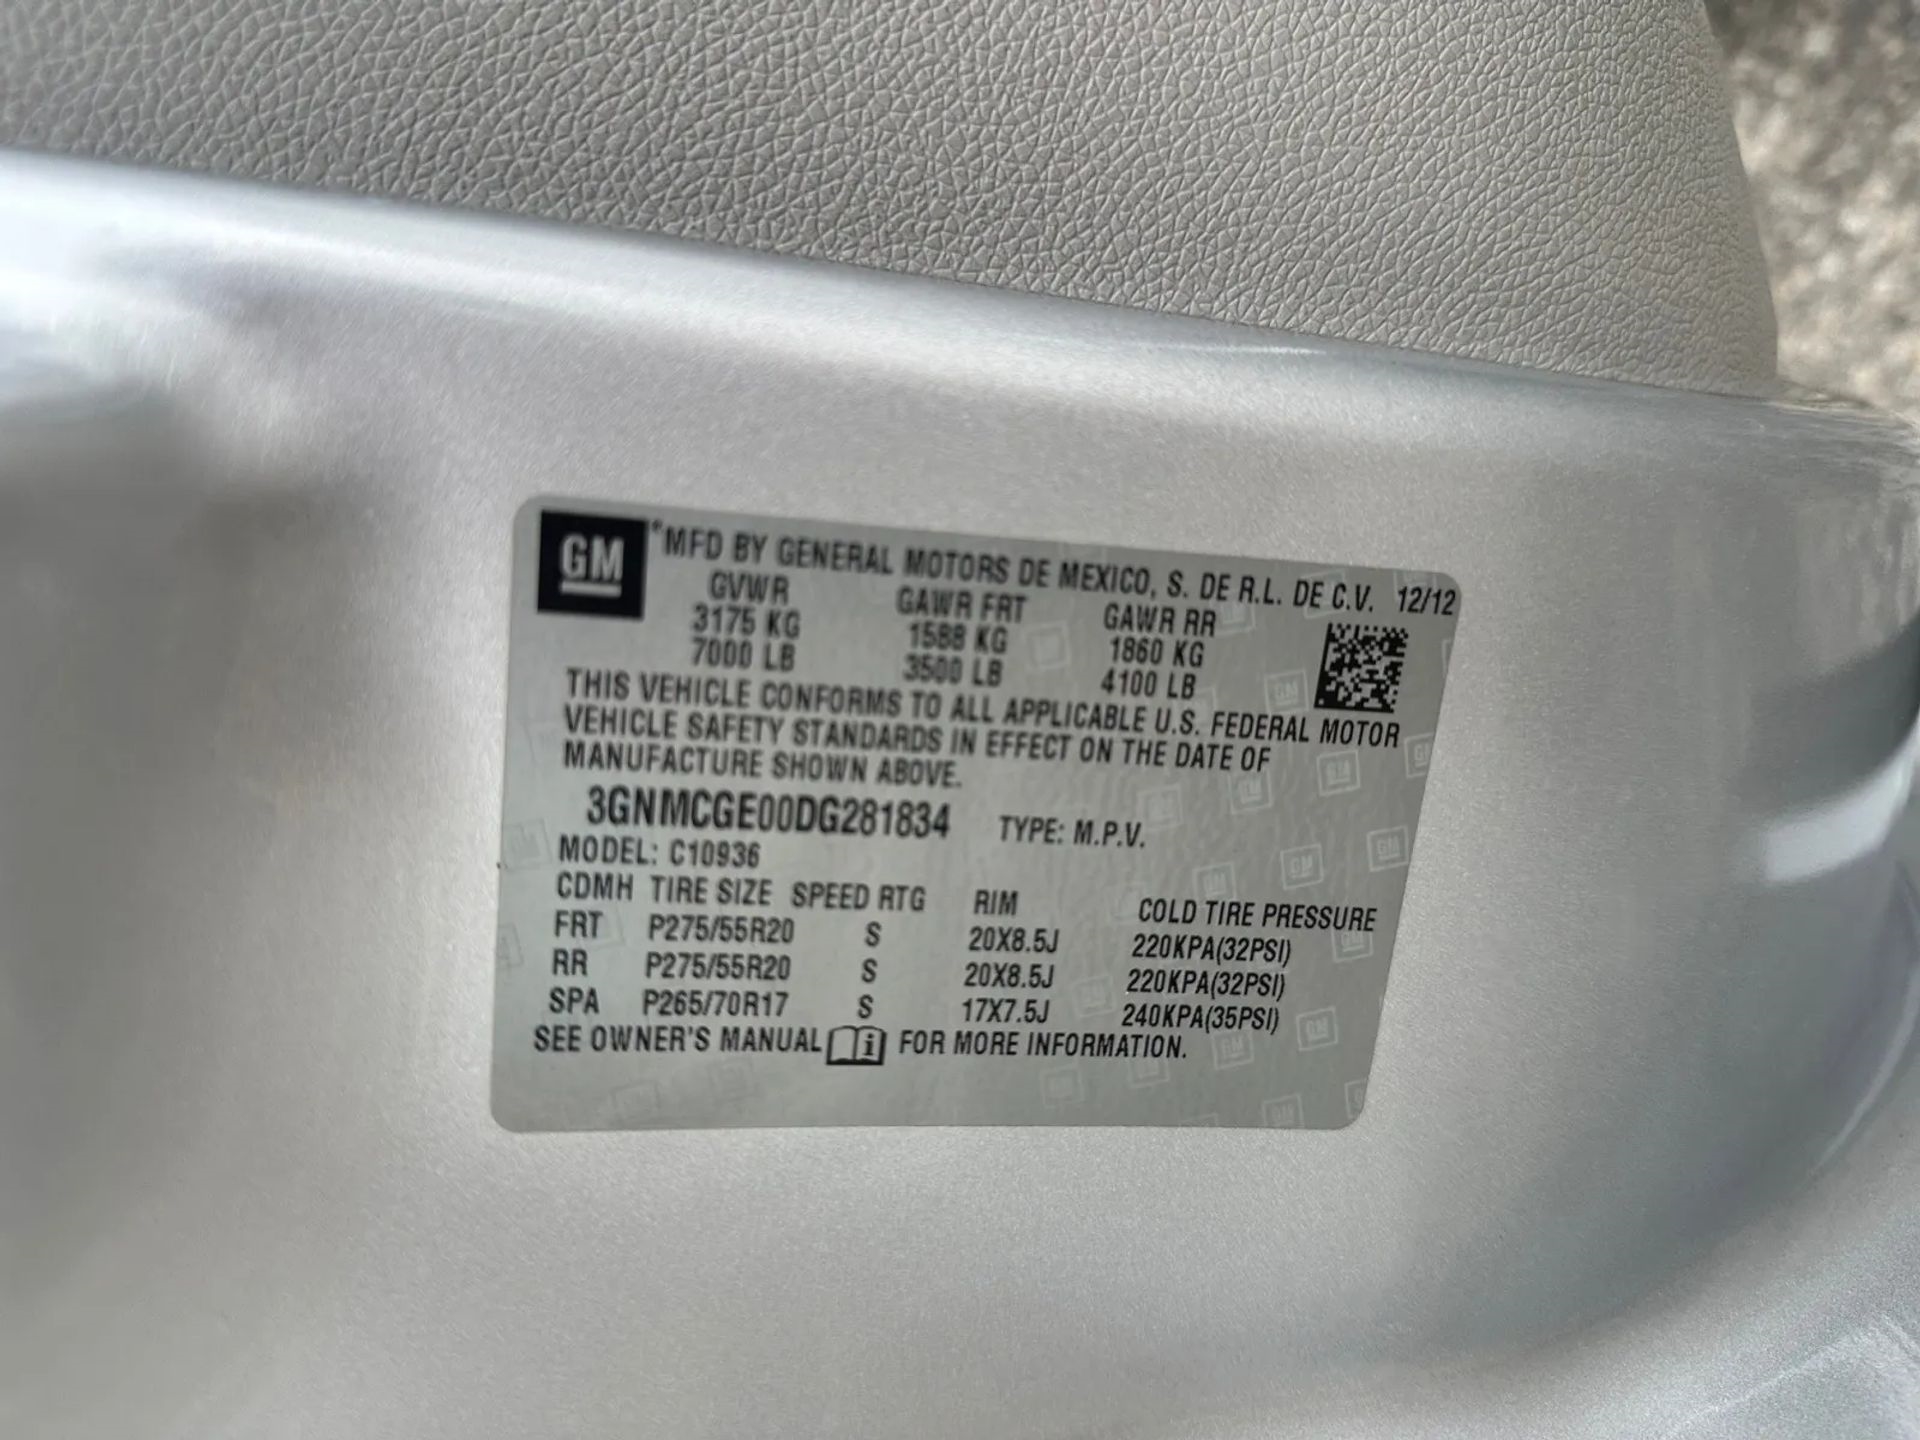 GM
*MFD BY GENERAL MOTORS DE MEXICO, S. DE R.L. DE C.V. 12/12
GVWR GAWR FRT GAWR RR
3175 KG 1588 KG 1860 KG
7000 LB 3500 LB 4100 LB
THIS VEHICLE CONFORMS TO ALL APPLICABLE U.S. FEDERAL MOTOR
VEHICLE SAFETY STANDARDS IN EFFECT ON THE DATE OF
MANUFACTURE SHOWN ABOVE.
3GNMCGE00DG281834 TYPE: M.P.V.
MODEL: C10936
CDMH TIRE SIZE SPEED RTG RIM COLD TIRE PRESSURE
FRT P275/55R20 S 20X8.5J 220KPA(32PSI)
RR P275/55R20 S 20X8.5J 220KPA(32PSI)
SPA P265/70R17 S 17X7.5J 240KPA(35PSI)
SEE OWNER'S MANUAL i FOR MORE INFORMATION.